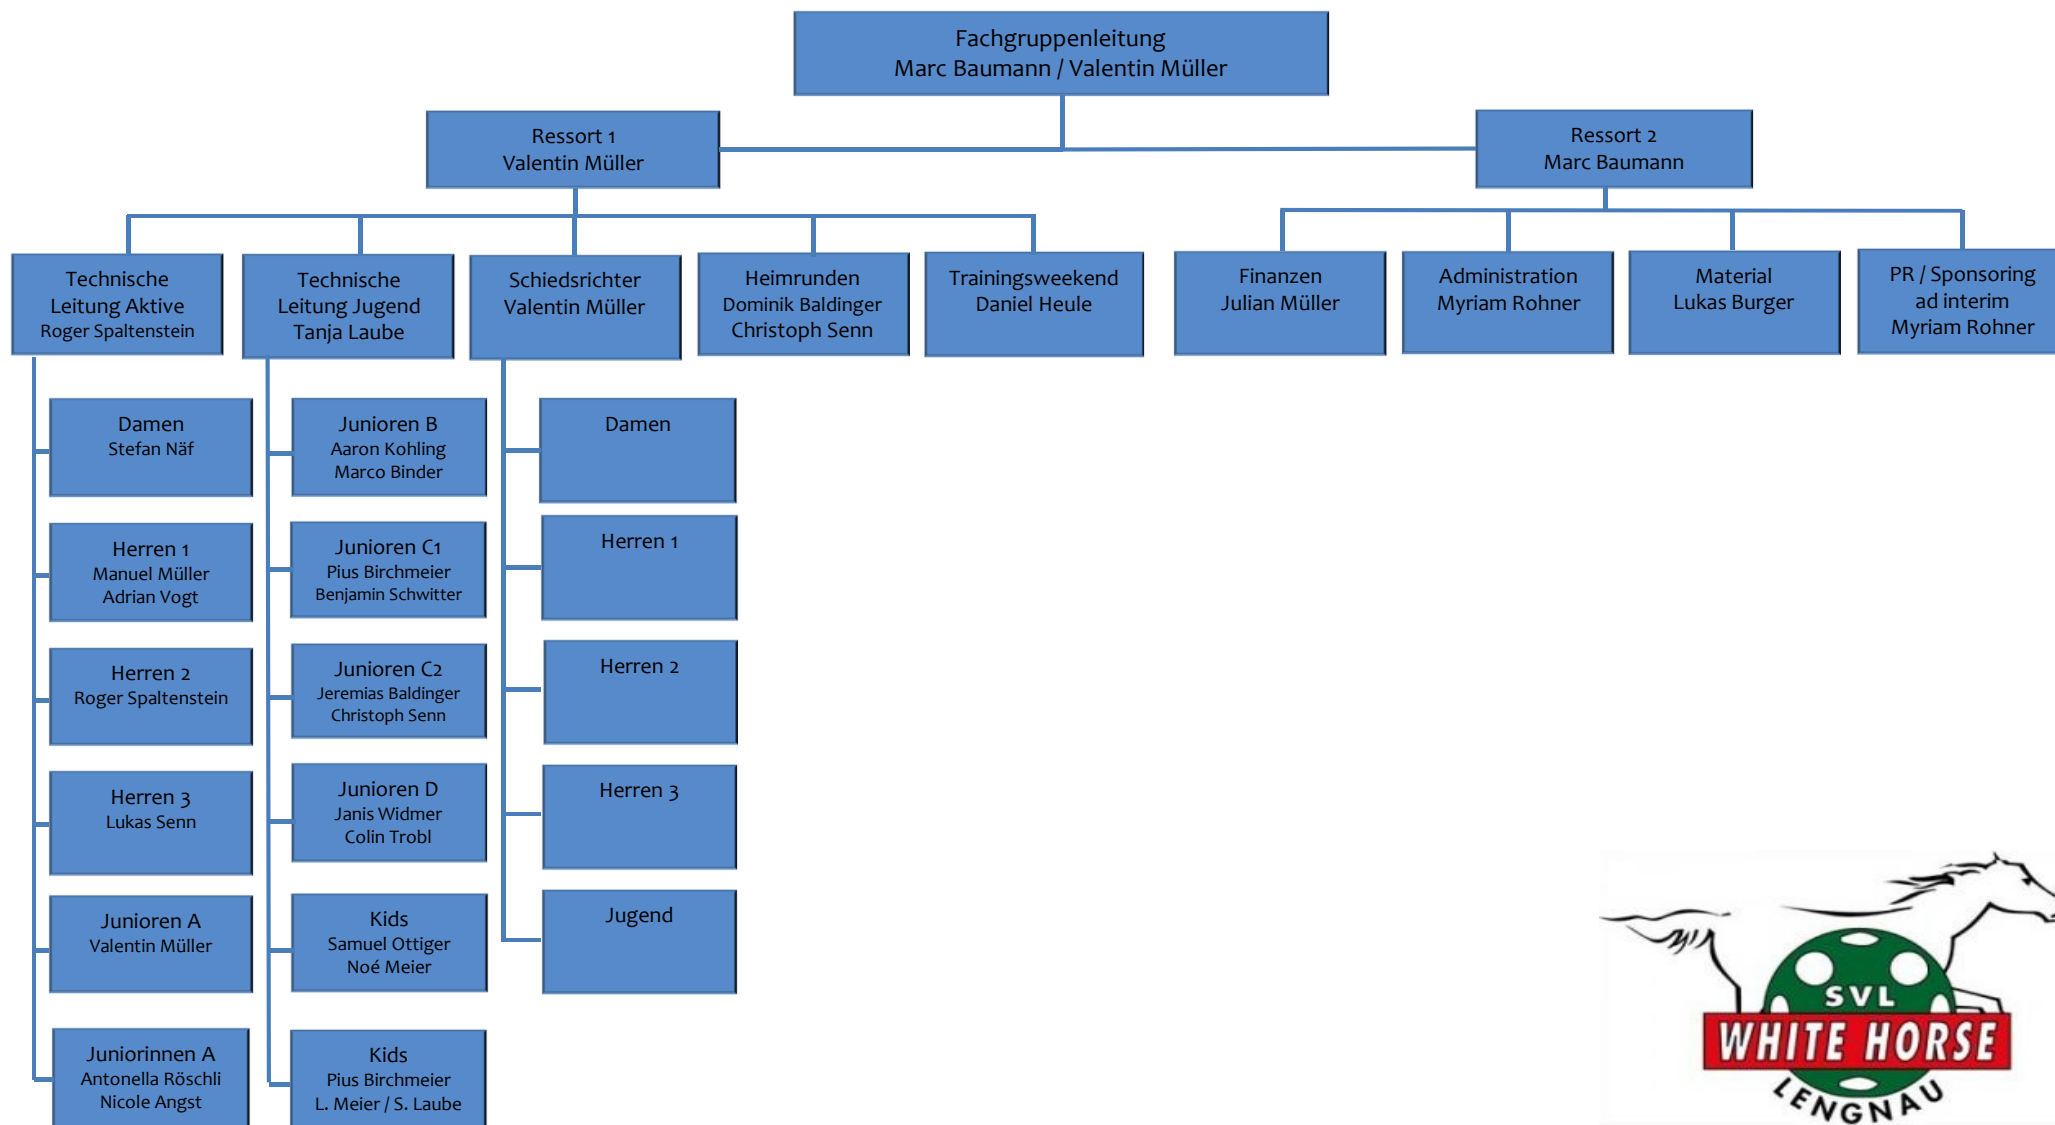 Fachgruppenleitung
Marc Baumann / Valentin Müller
Ressort 1
Valentin Müller
Ressort 2
Marc Baumann
Technische
Leitung Aktive
Roger Spaltenstein
Technische
Leitung Jugend
Tanja Laube
Schiedsrichter
Valentin Müller
Heimrunden
Dominik Baldinger
Christoph Senn
Trainingsweekend
Daniel Heule
Finanzen
Julian Müller
Administration
Myriam Rohner
Material
Lukas Burger
PR / Sponsoring
ad interim
Myriam Rohner
Damen
Stefan Näf
Herren 1
Manuel Müller
Adrian Vogt
Herren 2
Roger Spaltenstein
Herren 3
Lukas Senn
Junioren A
Valentin Müller
Juniorinnen A
Antonella Röschli
Nicole Angst
Junioren B
Aaron Kohling
Marco Binder
Junioren C1
Pius Birchmeier
Benjamin Schwitter
Junioren C2
Jeremias Baldinger
Christoph Senn
Junioren D
Janis Widmer
Colin Trobl
Kids
Samuel Ottiger
Noé Meier
Kids
Pius Birchmeier
L. Meier / S. Laube
Damen
Herren 1
Herren 2
Herren 3
Jugend
SVL
WHITE HORSE
LENGNAU